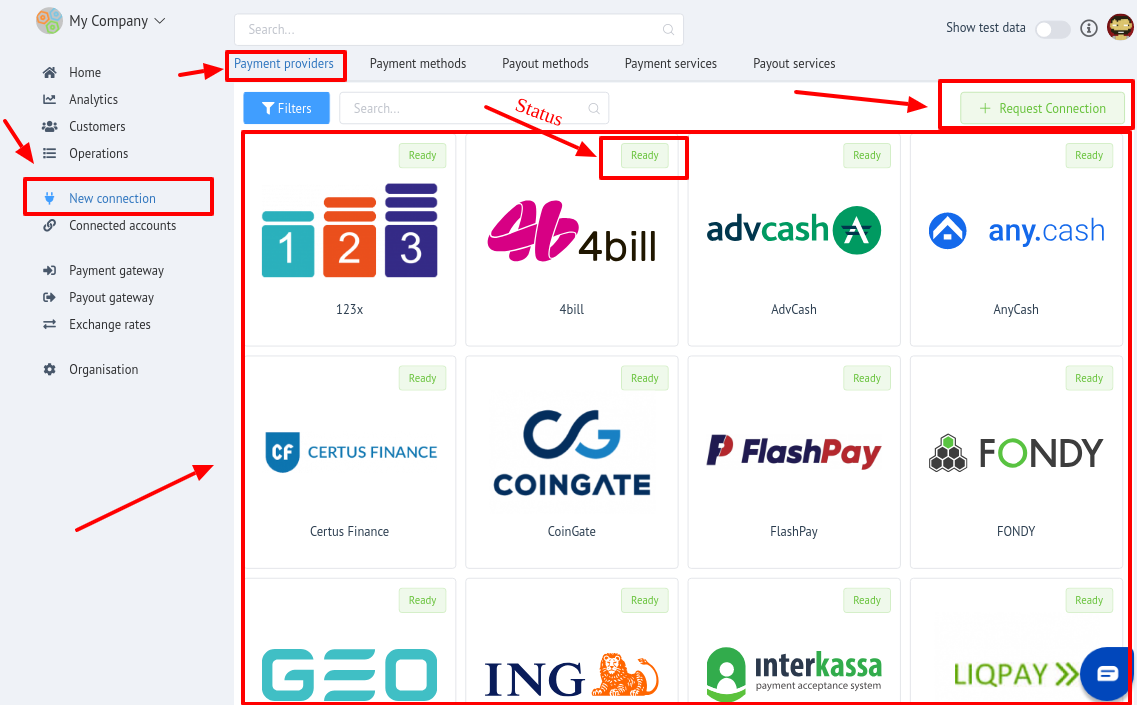 My Company
Search...
Show test data
Home
Analytics
Customers
Operations
New connection
Connected accounts
Payment gateway
Payout gateway
Exchange rates
Organisation
Payment providers
Payment methods
Payout methods
Payment services
Payout services
Filters
Search...
Status
+ Request Connection
Ready
1 2 3
123x
Ready
4bill
4bill
Ready
advcash
AdvCash
Ready
any.cash
AnyCash
Ready
CF CERTUS FINANCE
Certus Finance
Ready
COINGATE
CoinGate
Ready
FlashPay
FlashPay
Ready
FONDY
FONDY
Ready
GEO
Ready
ING
Ready
interkassa
payment acceptance system
Ready
LIQPAY